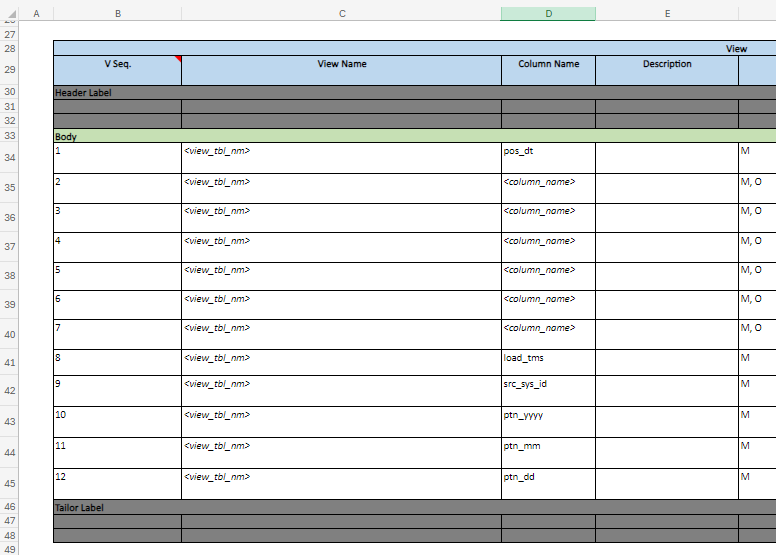 A B C D E
27
28 View
29 V Seq. View Name Column Name Description
30 Header Label
31
32
33 Body
34 1 <view_tbl_nm> pos_dt M
35 2 <view_tbl_nm> <column_name> M, O
36 3 <view_tbl_nm> <column_name> M, O
37 4 <view_tbl_nm> <column_name> M, O
38 5 <view_tbl_nm> <column_name> M, O
39 6 <view_tbl_nm> <column_name> M, O
40 7 <view_tbl_nm> <column_name> M, O
41 8 <view_tbl_nm> load_tms M
42 9 <view_tbl_nm> src_sys_id M
43 10 <view_tbl_nm> ptn_yyyy M
44 11 <view_tbl_nm> ptn_mm M
45 12 <view_tbl_nm> ptn_dd M
46 Tailor Label
47
48
49